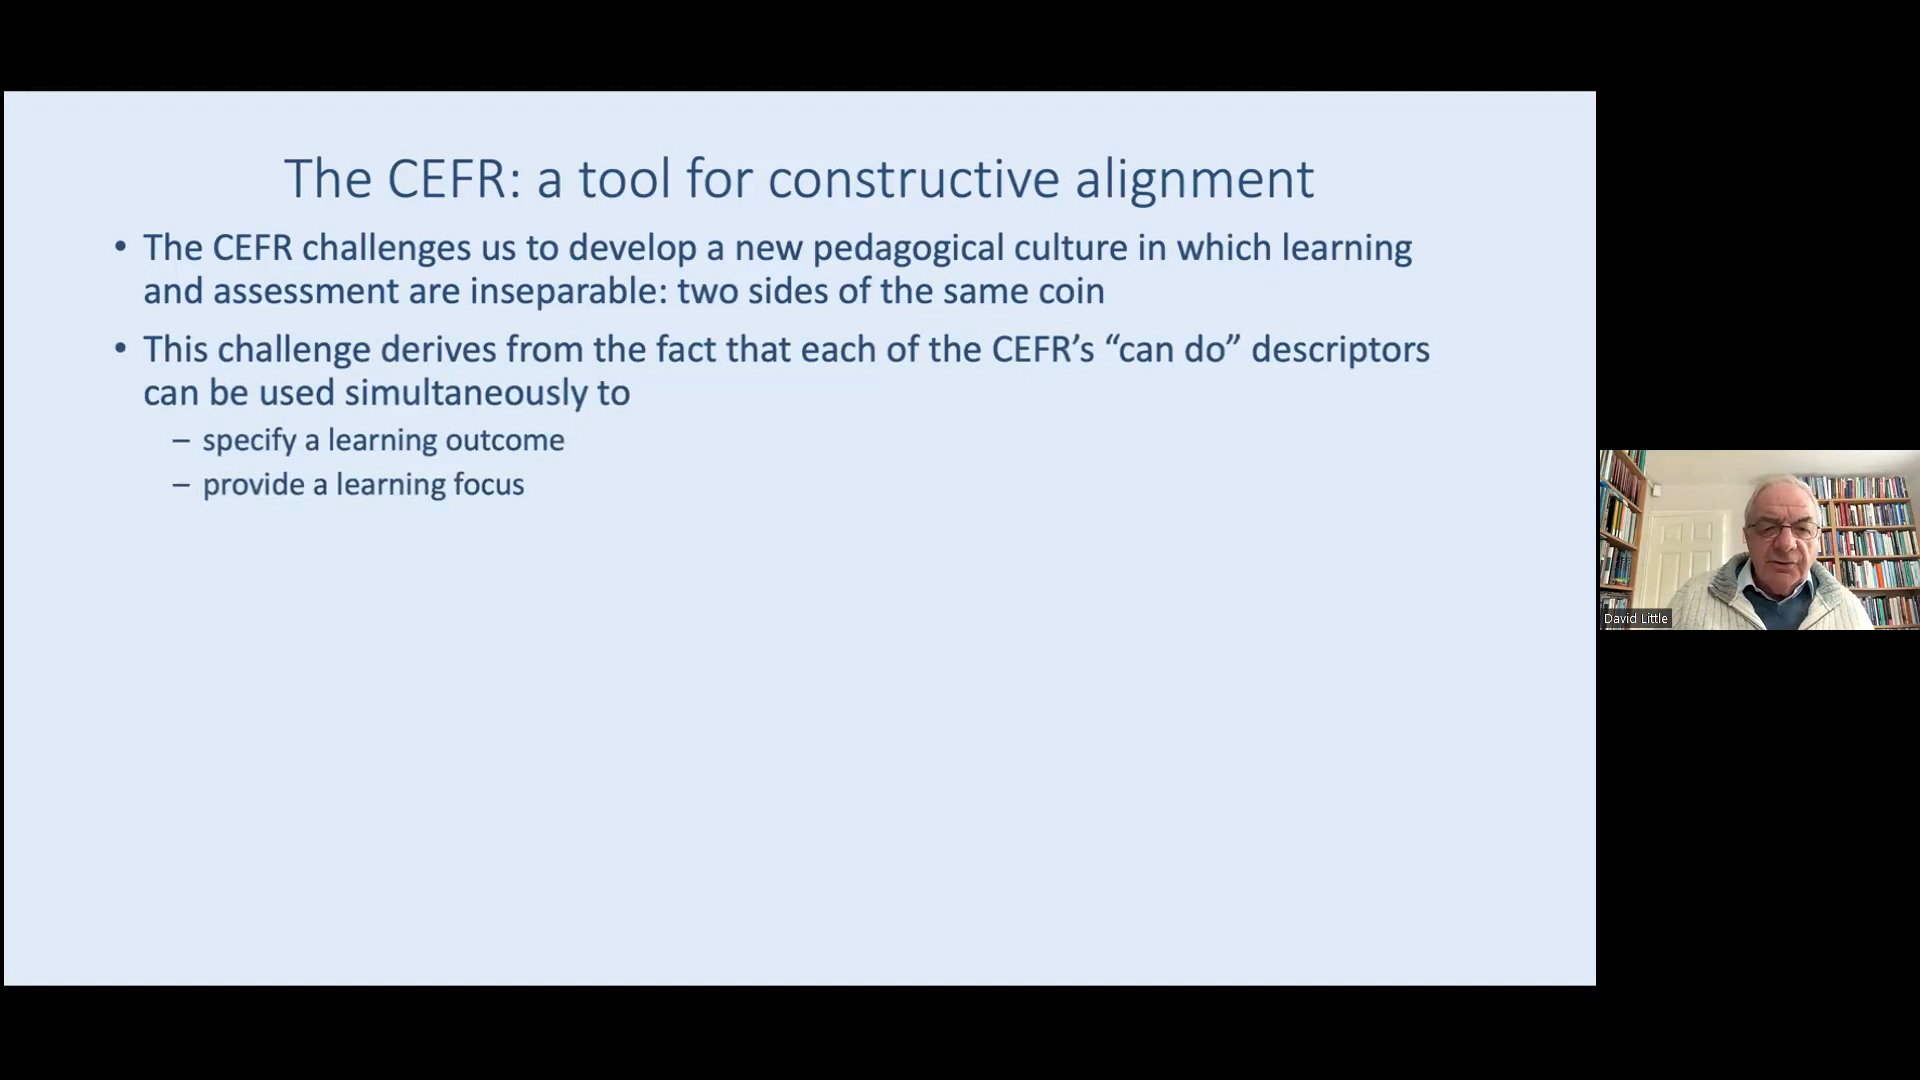 The CEFR: a tool for constructive alignment
• The CEFR challenges us to develop a new pedagogical culture in which learning
and assessment are inseparable: two sides of the same coin
• This challenge derives from the fact that each of the CEFR’s “can do” descriptors
can be used simultaneously to
– specify a learning outcome
– provide a learning focus
David Little